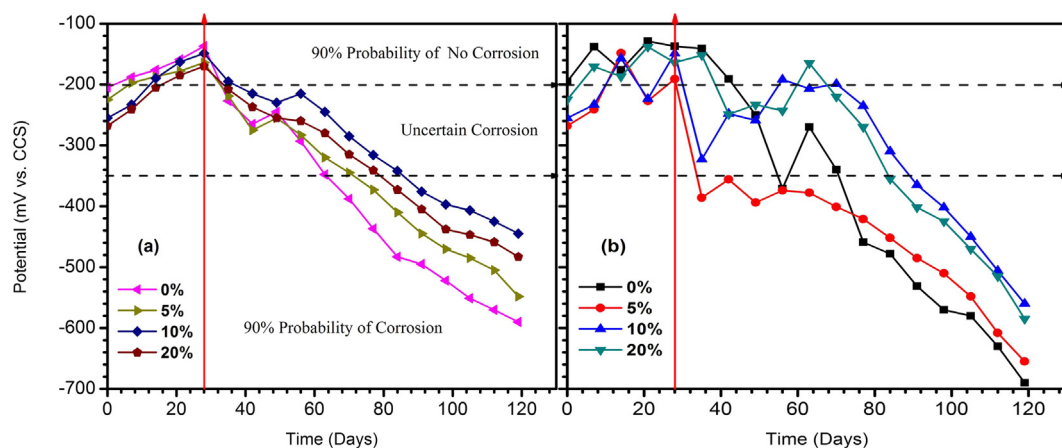 -100
-200
-300
-400
-500
-600
-700
Potential (mV vs. CCS)
90% Probability of No Corrosion
Uncertain Corrosion
(a)
0%
5%
10%
20%
90% Probability of Corrosion
0 20 40 60 80 100 120
Time (Days)
(b)
0%
5%
10%
20%
0 20 40 60 80 100 120
Time (Days)